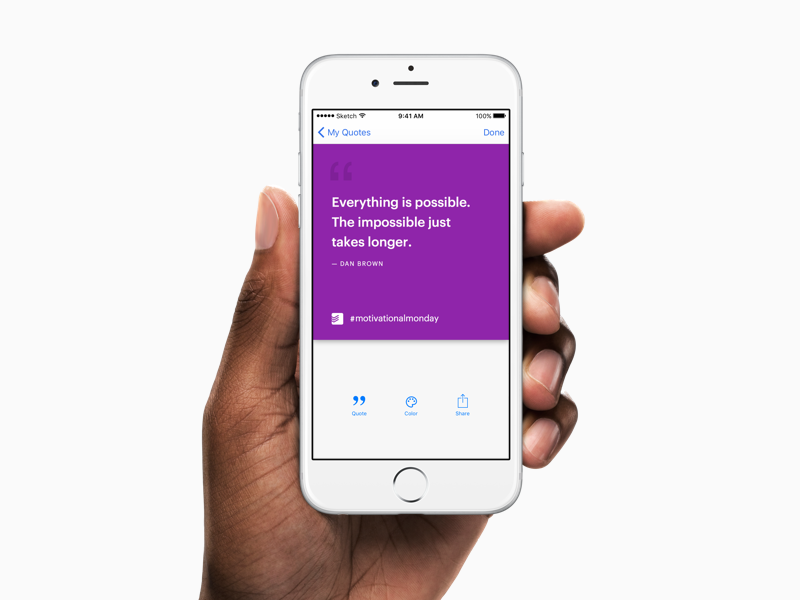 Sketch 9:41 AM 100%
My Quotes Done
“
Everything is possible.
The impossible just
takes longer.
— DAN BROWN
#motivationalmonday
Quote Color Share